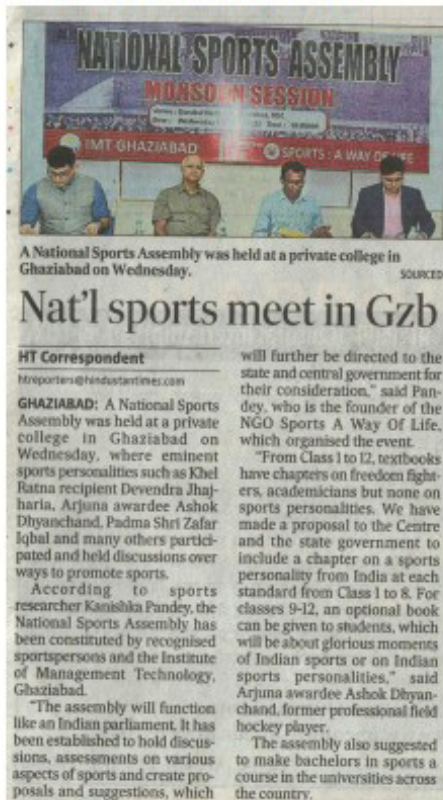 NATIONAL SPORTS ASSEMBLY
MONSOON SESSION
IMT GHAZIABAD
SPORTS : A WAY OF LIFE
A National Sports Assembly was held at a private college in
Ghaziabad on Wednesday.
SOURCED
Nat'l sports meet in Gzb
HT Correspondent
htreporters@hindustantimes.com
GHAZIABAD: A National Sports
Assembly was held at a private
college in Ghaziabad on
Wednesday, where eminent
sports personalities such as Khel
Ratna recipient Devendra Jhaj-
haria, Arjuna awardee Ashok
Dhyanchand, Padma Shri Zafar
Iqbal and many others partici-
pated and held discussions over
ways to promote sports.
According to sports
researcher Kanishka Pandey, the
National Sports Assembly has
been constituted by recognised
sportspersons and the Institute
of Management Technology,
Ghaziabad.
"The assembly will function
like an Indian parliament. It has
been established to hold discus-
sions, assessments on various
aspects of sports and create pro-
posals and suggestions, which
will further be directed to the
state and central government for
their consideration," said Pan-
dey, who is the founder of the
NGO Sports A Way Of Life,
which organised the event.
"From Class 1 to 12, textbooks
have chapters on freedom fight-
ers, academicians but none on
sports personalities. We have
made a proposal to the Centre
and the state government to
include a chapter on a sports
personality from India at each
standard from Class 1 to 8. For
classes 9-12, an optional book
can be given to students, which
will be about glorious moments
of Indian sports or on Indian
sports personalities," said
Arjuna awardee Ashok Dhyan-
chand, former professional field
hockey player.
The assembly also suggested
to make bachelors in sports a
course in the universities across
the country.